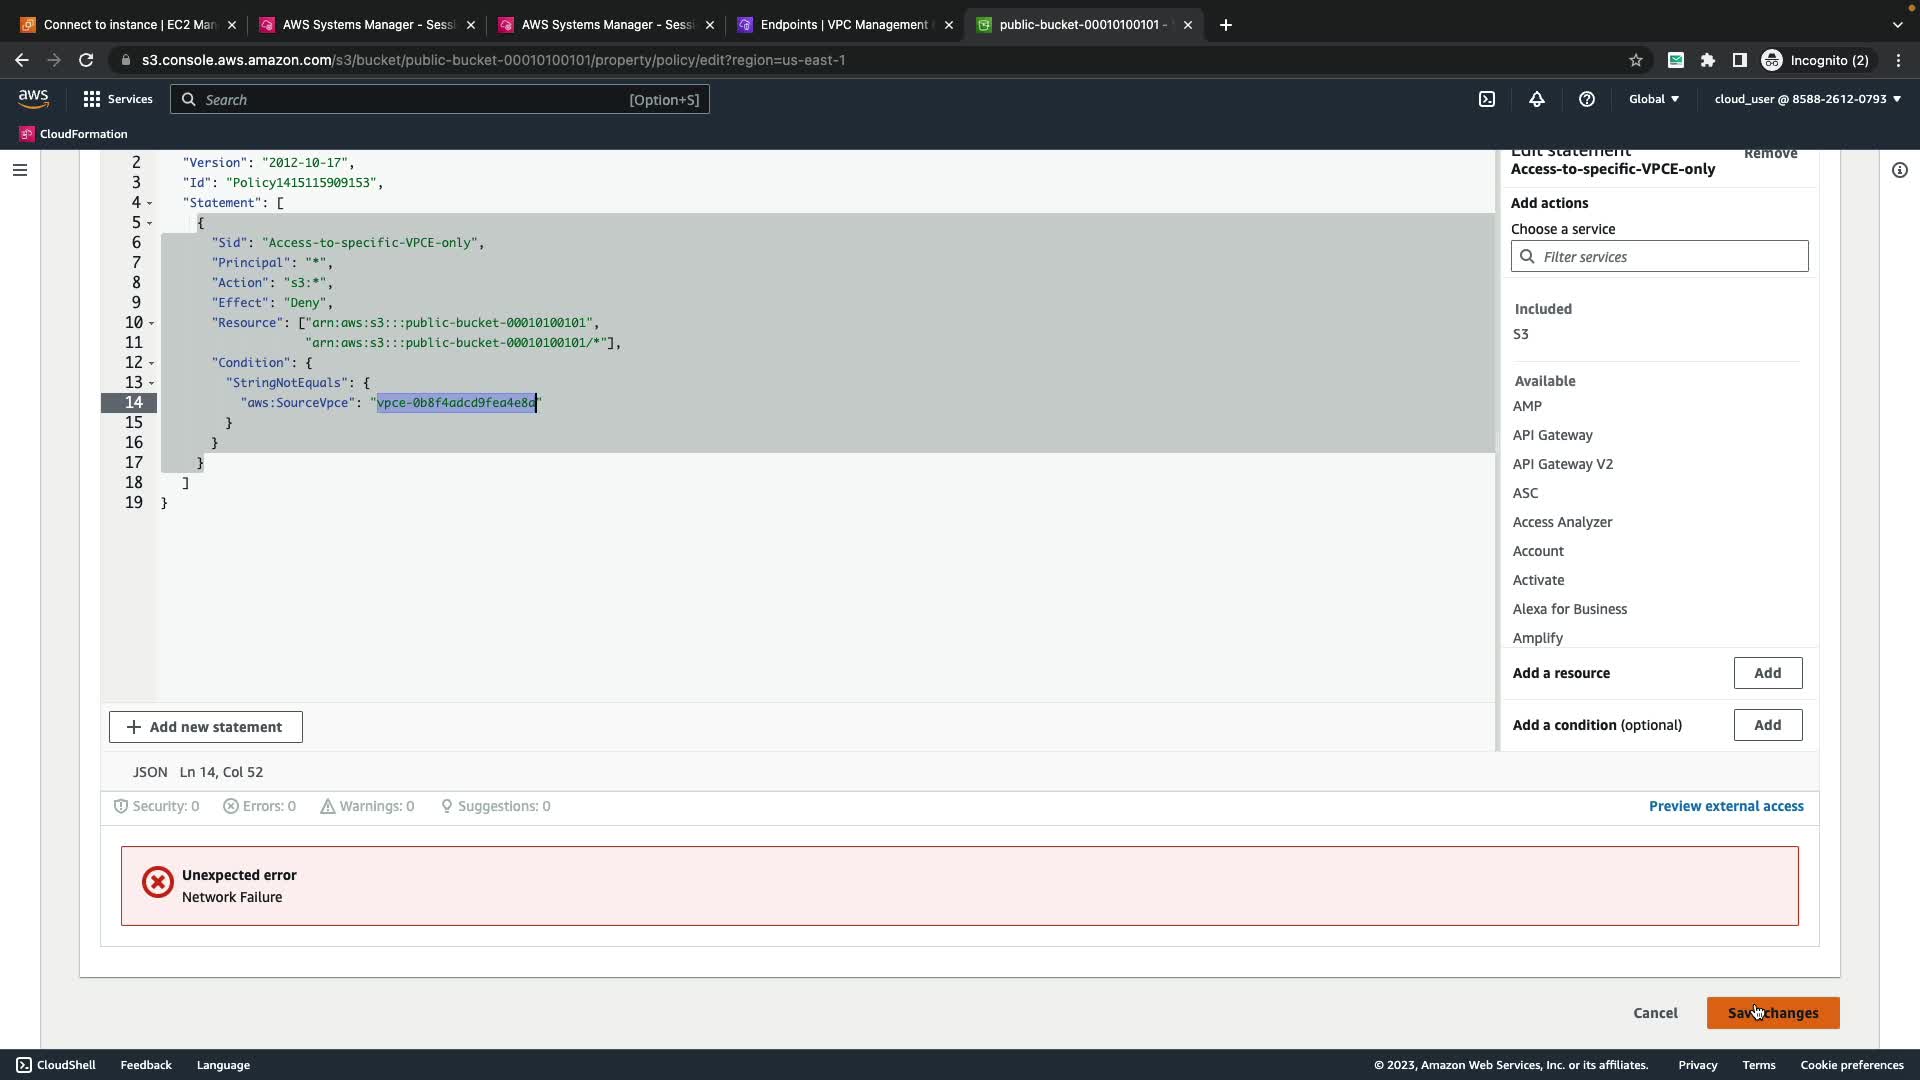 Connect to instance | EC2 Man
AWS Systems Manager - Sessi
AWS Systems Manager - Sessi
Endpoints | VPC Management
public-bucket-00010100101 -
s3.console.aws.amazon.com/s3/bucket/public-bucket-00010100101/property/policy/edit?region=us-east-1
Incognito (2)
aws
Services
Search
[Option+S]
Global
cloud_user @ 8588-2612-0793
CloudFormation
2 "Version": "2012-10-17",
3 "Id": "Policy1415115909153",
4 "Statement": [
5 {
6 "Sid": "Access-to-specific-VPCE-only",
7 "Principal": "*",
8 "Action": "s3:*",
9 "Effect": "Deny",
10 "Resource": ["arn:aws:s3:::public-bucket-00010100101",
11 "arn:aws:s3:::public-bucket-00010100101/*"],
12 "Condition": {
13 "StringNotEquals": {
14 "aws:SourceVpce": "vpce-0b8f4adcd9fea4e8a"
15 }
16 }
17 }
18 ]
19 }
Edit statement
Remove
Access-to-specific-VPCE-only
Add actions
Choose a service
Filter services
Included
S3
Available
AMP
API Gateway
API Gateway V2
ASC
Access Analyzer
Account
Activate
Alexa for Business
Amplify
Add a resource
Add
Add a condition (optional)
Add
+ Add new statement
JSON Ln 14, Col 52
Security: 0
Errors: 0
Warnings: 0
Suggestions: 0
Preview external access
Unexpected error
Network Failure
Cancel
Save changes
CloudShell
Feedback
Language
© 2023, Amazon Web Services, Inc. or its affiliates.
Privacy
Terms
Cookie preferences